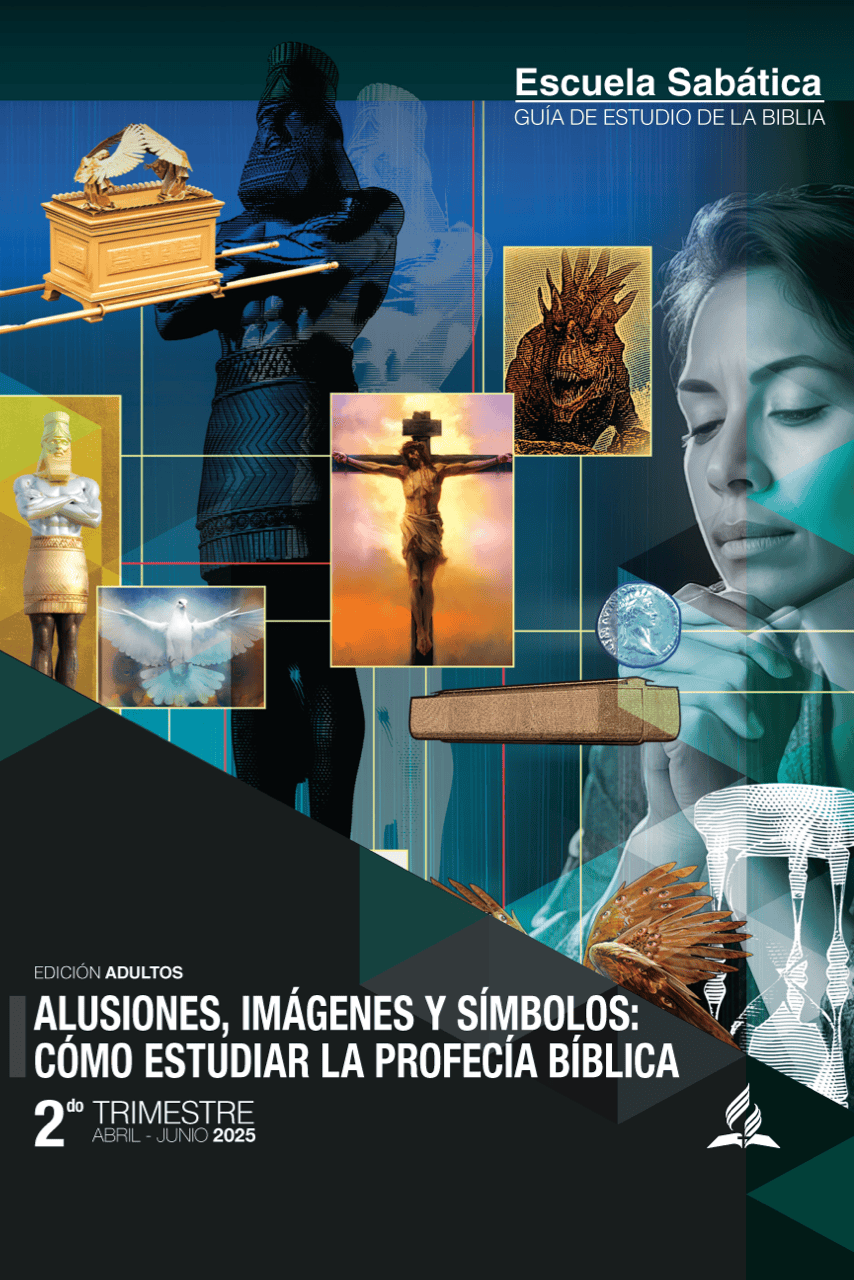 Escuela Sabática
GUÍA DE ESTUDIO DE LA BIBLIA
EDICIÓN ADULTOS
ALUSIONES, IMÁGENES Y SÍMBOLOS:
CÓMO ESTUDIAR LA PROFECÍA BÍBLICA
2do TRIMESTRE
ABRIL - JUNIO 2025